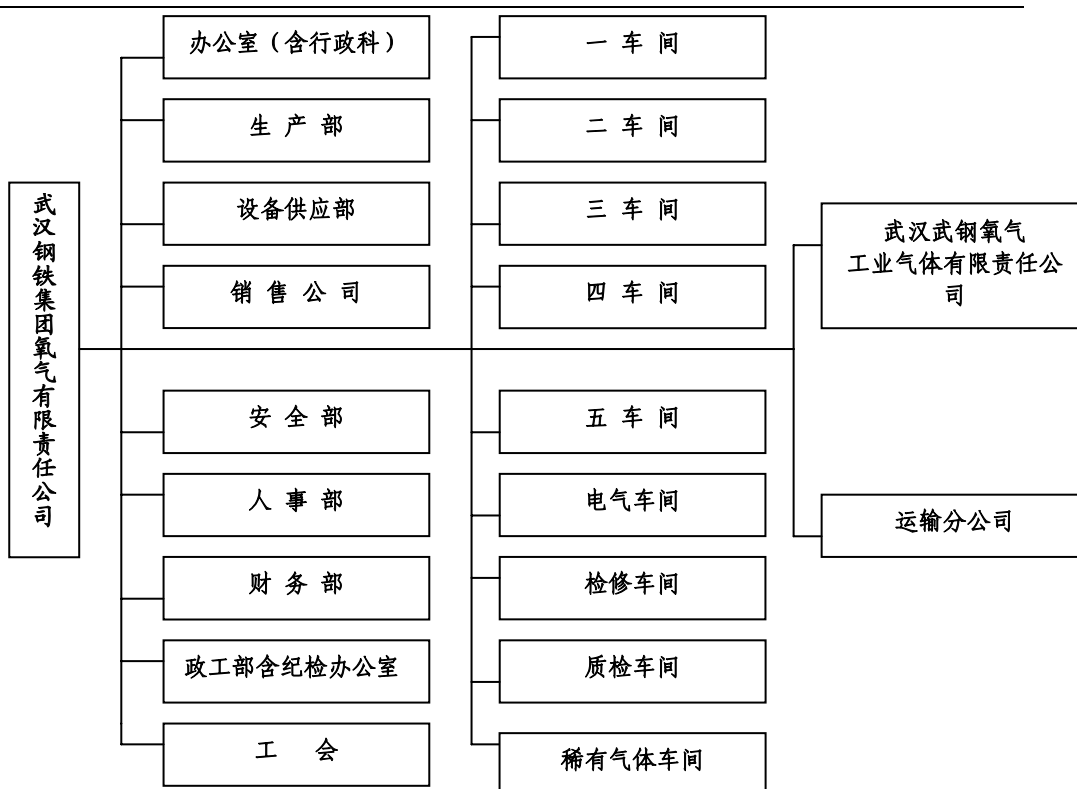 武汉钢铁集团氧气有限责任公司
办公室（含行政科）
生 产 部
设备供应部
销 售 公 司
安 全 部
人 事 部
财 务 部
政工部含纪检办公室
工 会
一 车 间
二 车 间
三 车 间
四 车 间
五 车 间
电气车间
检修车间
质检车间
稀有气体车间
武汉武钢氧气
工业气体有限责任公
司
运输分公司